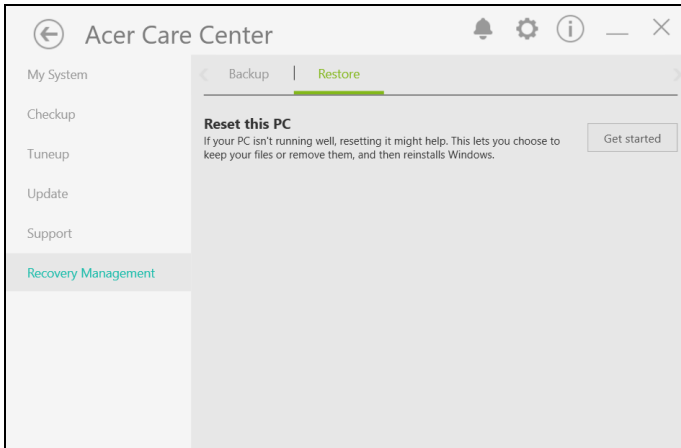 Acer Care Center
My System
Checkup
Tuneup
Update
Support
Recovery Management
Backup | Restore
Reset this PC
If your PC isn't running well, resetting it might help. This lets you choose to
keep your files or remove them, and then reinstalls Windows.
Get started